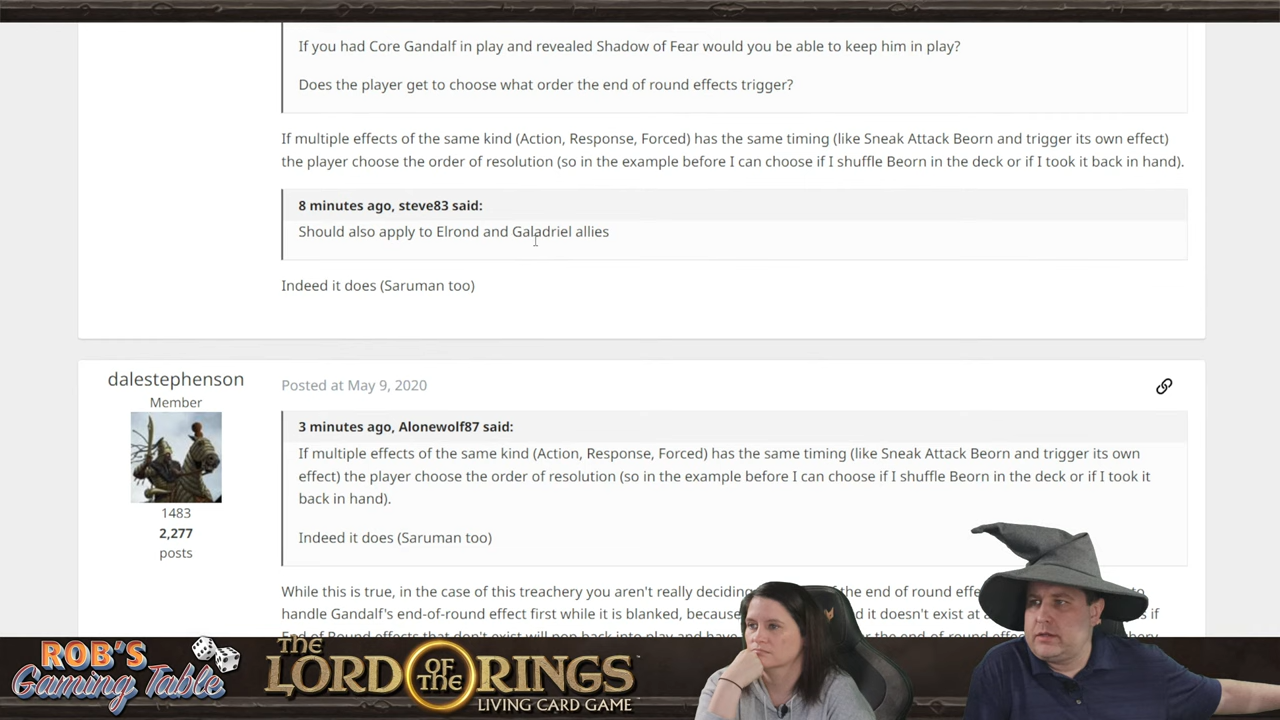 If you had Core Gandalf in play and revealed Shadow of Fear would you be able to keep him in play?
Does the player get to choose what order the end of round effects trigger?
If multiple effects of the same kind (Action, Response, Forced) has the same timing (like Sneak Attack Beorn and trigger its own effect)
the player choose the order of resolution (so in the example before I can choose if I shuffle Beorn in the deck or if I took it back in hand).
8 minutes ago, steve83 said:
Should also apply to Elrond and Galadriel allies
Indeed it does (Saruman too)
dalestephenson
Member
1483
2,277
posts
Posted at May 9, 2020
3 minutes ago, Alonewolf87 said:
If multiple effects of the same kind (Action, Response, Forced) has the same timing (like Sneak Attack Beorn and trigger its own
effect) the player choose the order of resolution (so in the example before I can choose if I shuffle Beorn in the deck or if I took it
back in hand).
Indeed it does (Saruman too)
While this is true, in the case of this treachery you aren't really deciding of the end of round
handle Gandalf's end-of-round effect first while it is blanked, because it doesn't exist at if
ROB'S
Gaming Table
THE
LORD OF THE RINGS
LIVING CARD GAME